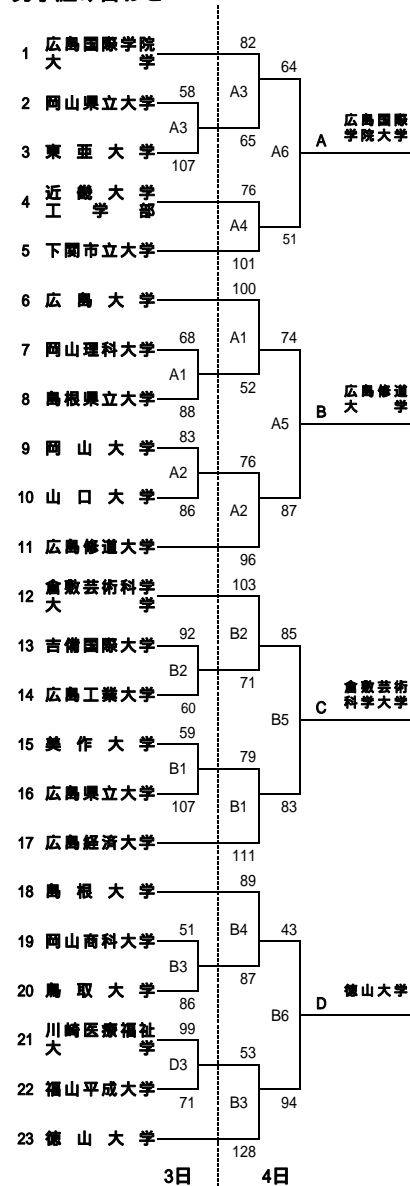 82
1 広島国際学院大学
64
58
A3
2 岡山県立大学
広島国際学院大学
A3
65
A
3 東亜大学
107
A6
76
4 近畿大学工学部
A4
51
5 下関市立大学
101
100
6 広島大学
68
A1
74
7 岡山理科大学
A1
52
8 島根県立大学
88
広島修道大学
83
B
9 岡山大学
A5
A2
76
10 山口大学
86
A2
87
11 広島修道大学
96
103
12 倉敷芸術科学大学
92
B2
85
13 吉備国際大学
B2
71
14 広島工業大学
60
倉敷芸術科学大学
59
C
15 美作大学
B5
B1
79
16 広島県立大学
107
B1
83
17 広島経済大学
111
89
18 島根大学
51
B4
43
19 岡山商科大学
B3
87
20 鳥取大学
86
徳山大学
99
D
21 川崎医療福祉大学
B6
D3
53
22 福山平成大学
71
B3
94
23 徳山大学
128
3日 4日